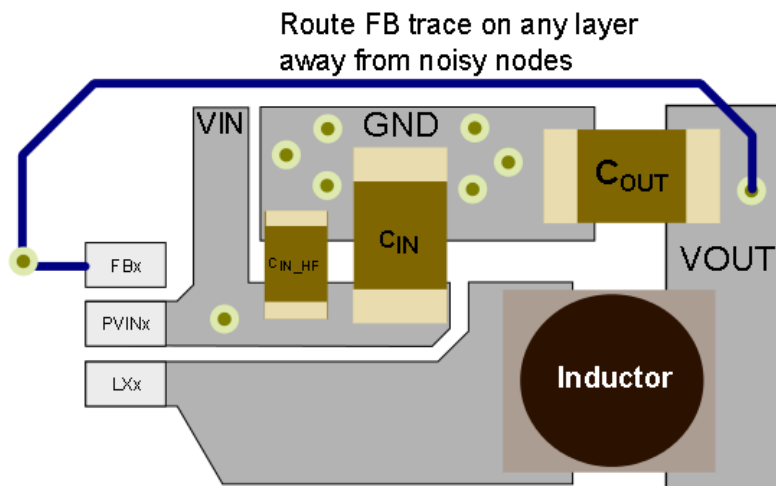 Route FB trace on any layer
away from noisy nodes
VIN
GND
COUT
CIN
CIN_HF
VOUT
FBx
PVINx
LXx
Inductor